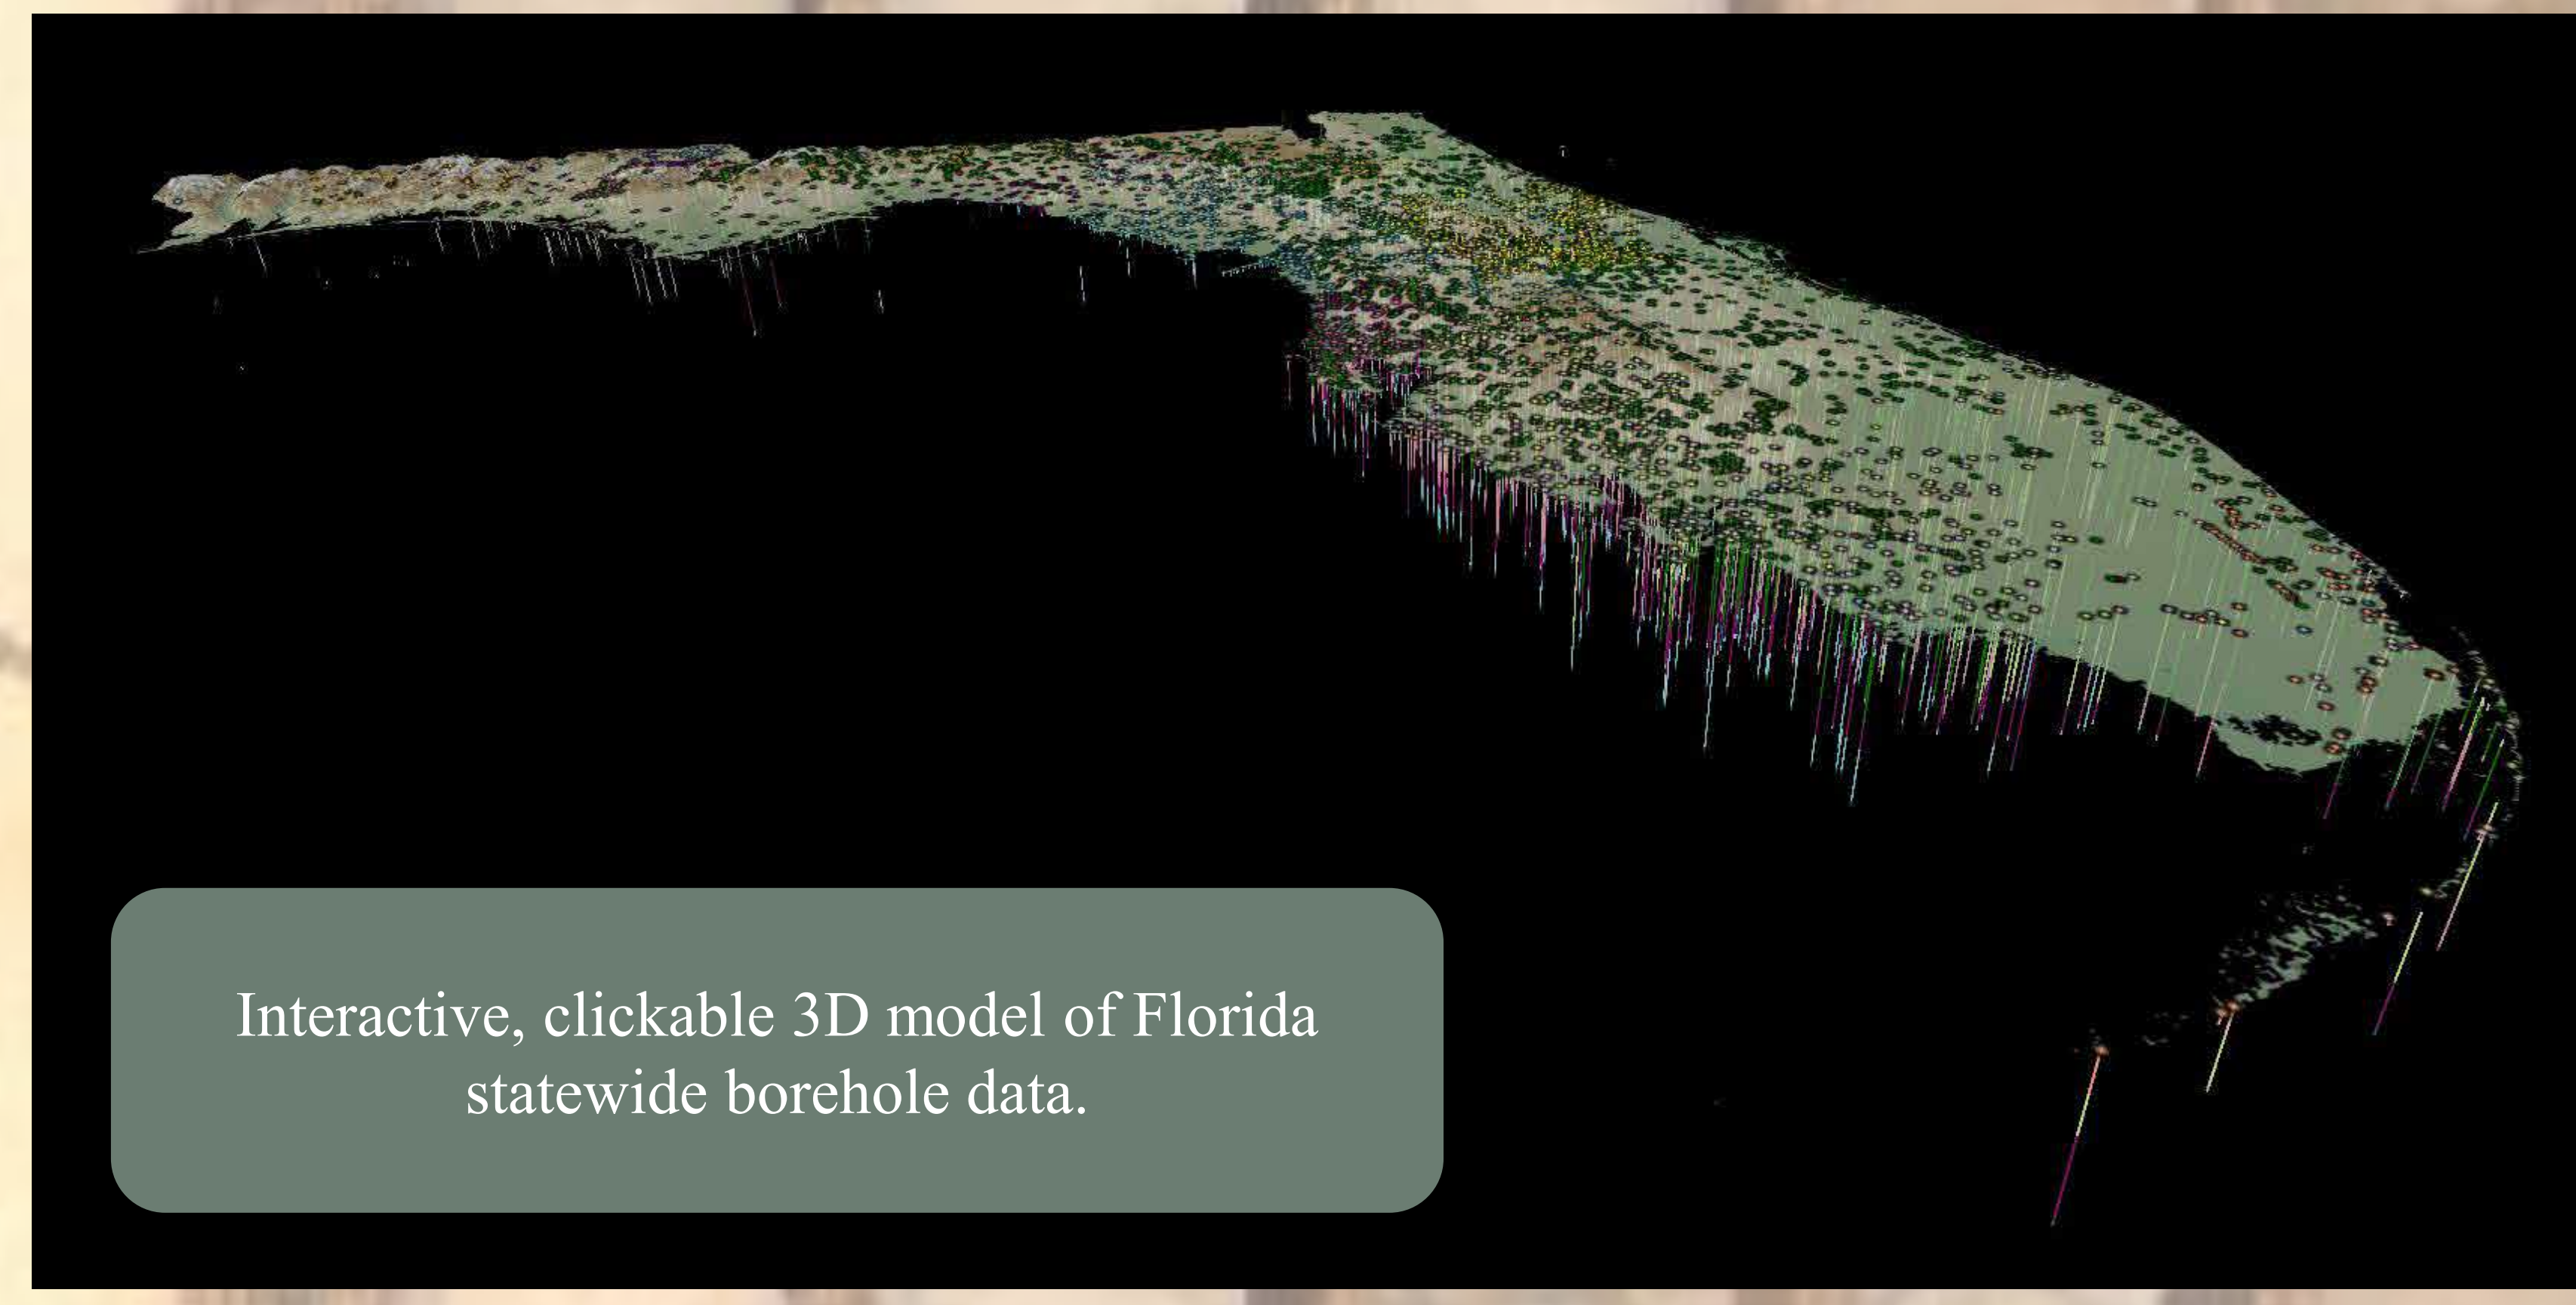 Interactive, clickable 3D model of Florida
statewide borehole data.